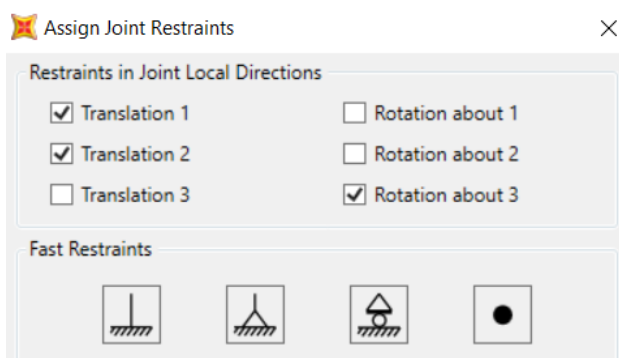 Assign Joint Restraints
Restraints in Joint Local Directions
Translation 1
Rotation about 1
Translation 2
Rotation about 2
Translation 3
Rotation about 3
Fast Restraints